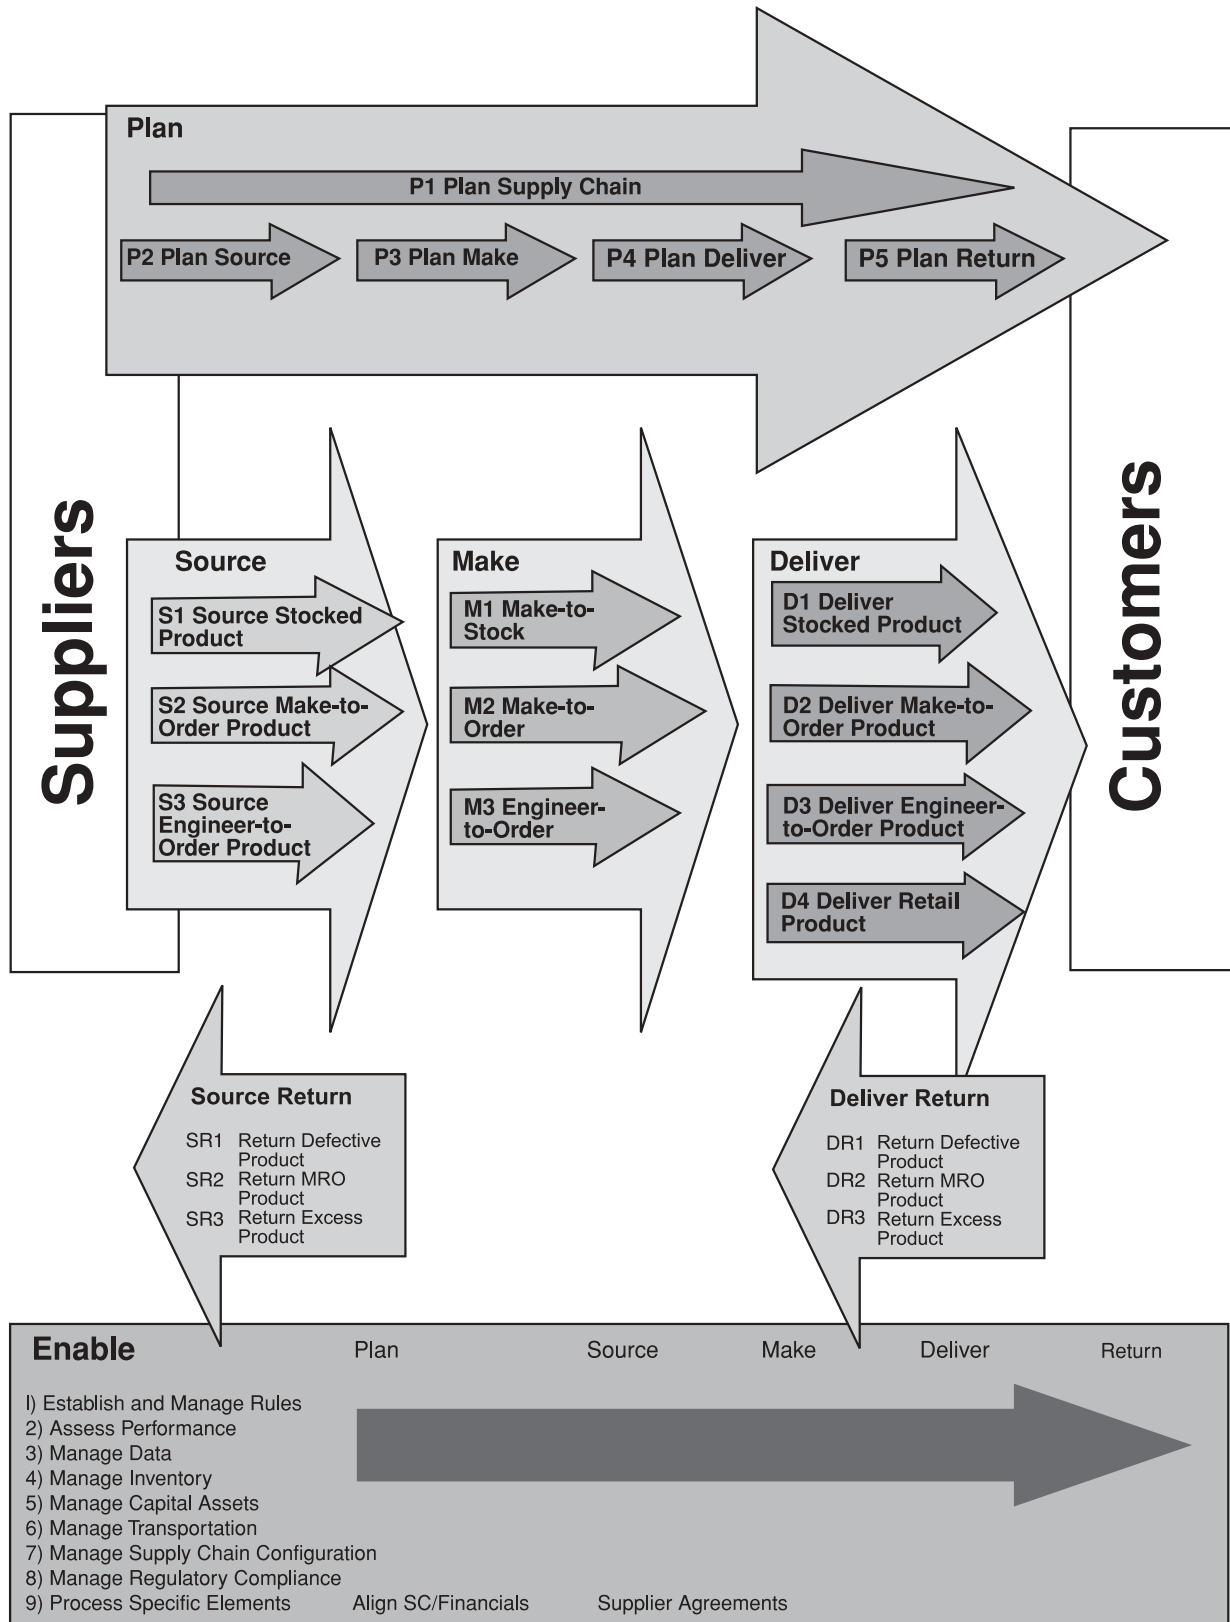 Plan
P1 Plan Supply Chain
P2 Plan Source
P3 Plan Make
P4 Plan Deliver
P5 Plan Return
Suppliers
Customers
Source
S1 Source Stocked
Product
S2 Source Make-to-
Order Product
S3 Source
Engineer-to-
Order Product
Make
M1 Make-to-
Stock
M2 Make-to-
Order
M3 Engineer-
to-Order
Deliver
D1 Deliver
Stocked Product
D2 Deliver Make-to-
Order Product
D3 Deliver Engineer-
to-Order Product
D4 Deliver Retail
Product
Source Return
SR1 Return Defective
Product
SR2 Return MRO
Product
SR3 Return Excess
Product
Deliver Return
DR1 Return Defective
Product
DR2 Return MRO
Product
DR3 Return Excess
Product
Enable Plan Source Make Deliver Return
l) Establish and Manage Rules
2) Assess Performance
3) Manage Data
4) Manage Inventory
5) Manage Capital Assets
6) Manage Transportation
7) Manage Supply Chain Configuration
8) Manage Regulatory Compliance
9) Process Specific Elements Align SC/Financials Supplier Agreements